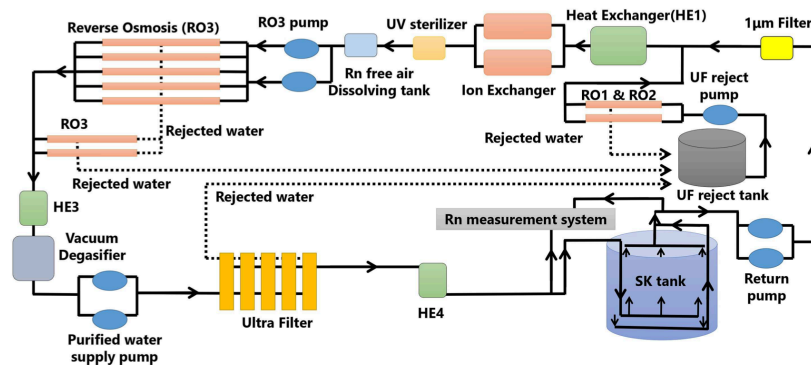 Reverse Osmosis (RO3)
RO3 pump
UV sterilizer
Heat Exchanger(HE1)
1μm Filter
Rn free air
Dissolving tank
Ion Exchanger
RO1 & RO2
UF reject
pump
RO3
Rejected water
Rejected water
Rejected water
UF reject tank
HE3
Rejected water
Rn measurement system
Vacuum
Degasifier
SK tank
Return
pump
Ultra Filter
HE4
Purified water
supply pump